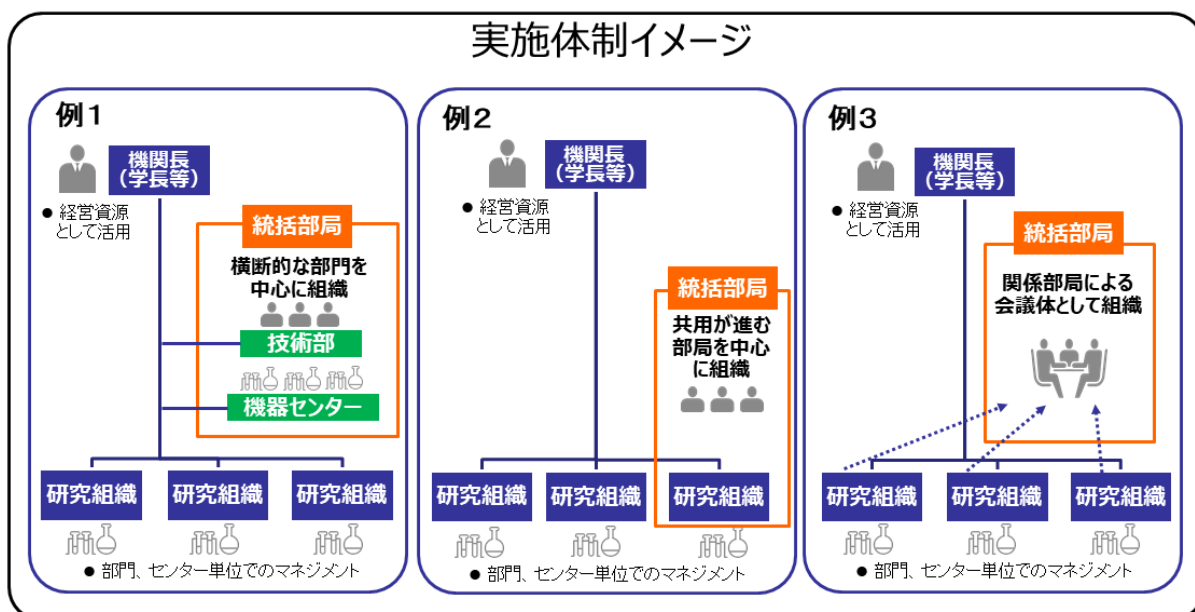 実施体制イメージ
例１
機関長
（学長等）
● 経営資源
として活用
統括部局
横断的な部門を
中心に組織
技術部
機器センター
研究組織
研究組織
研究組織
● 部門、センター単位でのマネジメント
例２
機関長
（学長等）
● 経営資源
として活用
統括部局
共用が進む
部局を中心
に組織
研究組織
研究組織
研究組織
● 部門、センター単位でのマネジメント
例３
機関長
（学長等）
● 経営資源
として活用
統括部局
関係部局による
会議体として組織
研究組織
研究組織
研究組織
● 部門、センター単位でのマネジメント